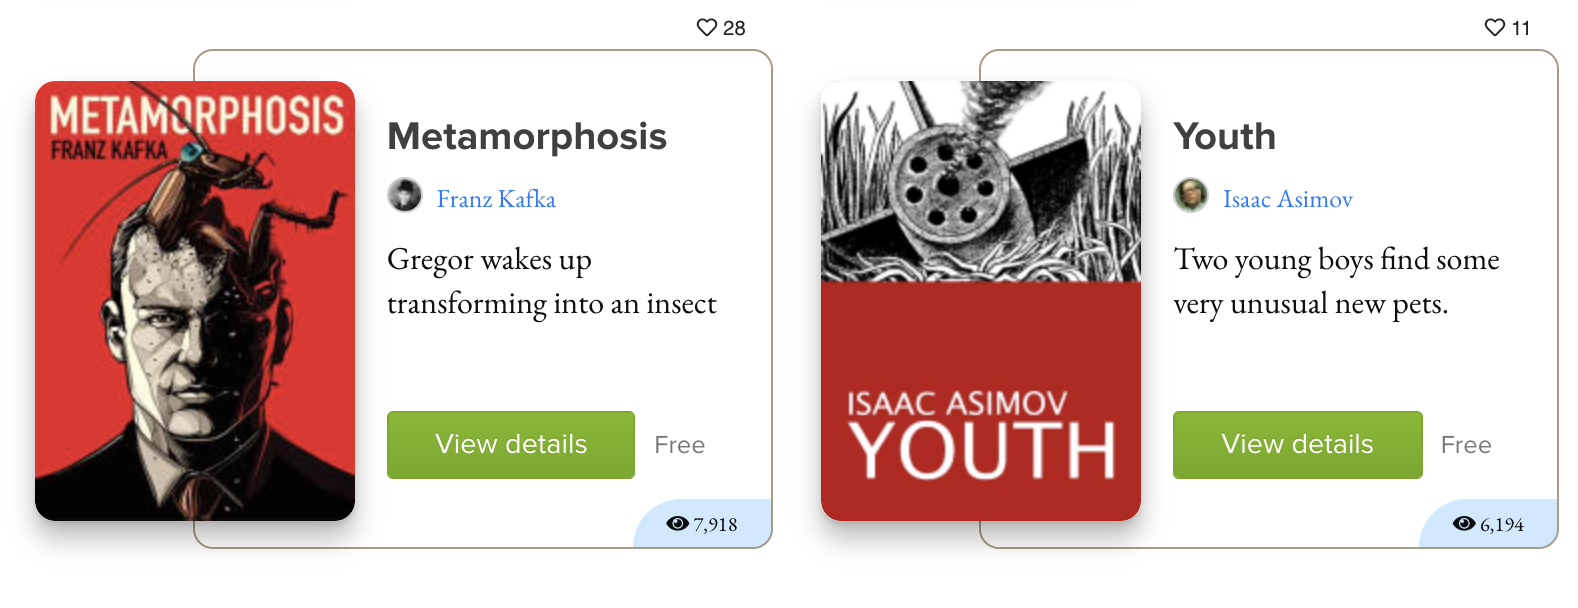 28
METAMORPHOSIS
FRANZ KAFKA
Metamorphosis
Franz Kafka
Gregor wakes up
transforming into an insect
View details
Free
7,918
11
ISAAC ASIMOV
YOUTH
Youth
Isaac Asimov
Two young boys find some
very unusual new pets.
View details
Free
6,194